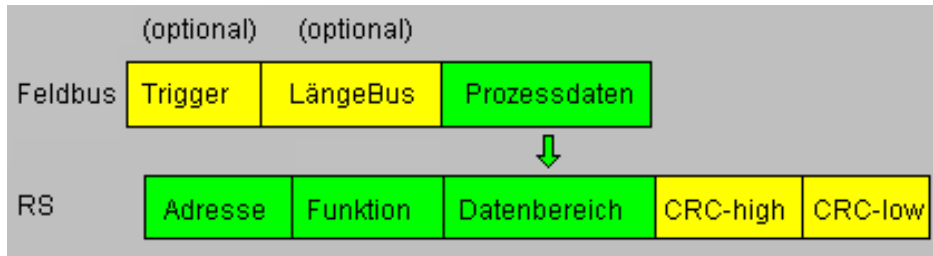 (optional) (optional)
Feldbus Trigger LängeBus Prozessdaten
RS Adresse Funktion Datenbereich CRC-high CRC-low